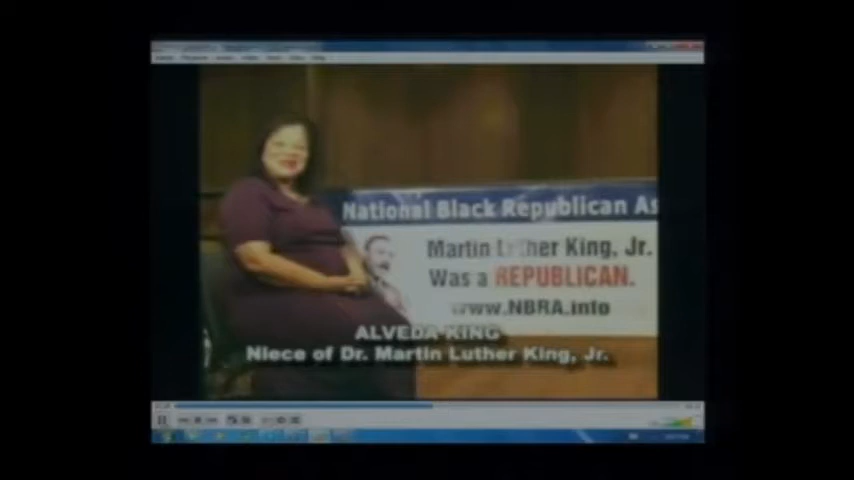 National Black Republican As
Martin Luther King, Jr.
Was a REPUBLICAN.
www.NBRA.info
ALVEDA KING
Niece of Dr. Martin Luther King, Jr.